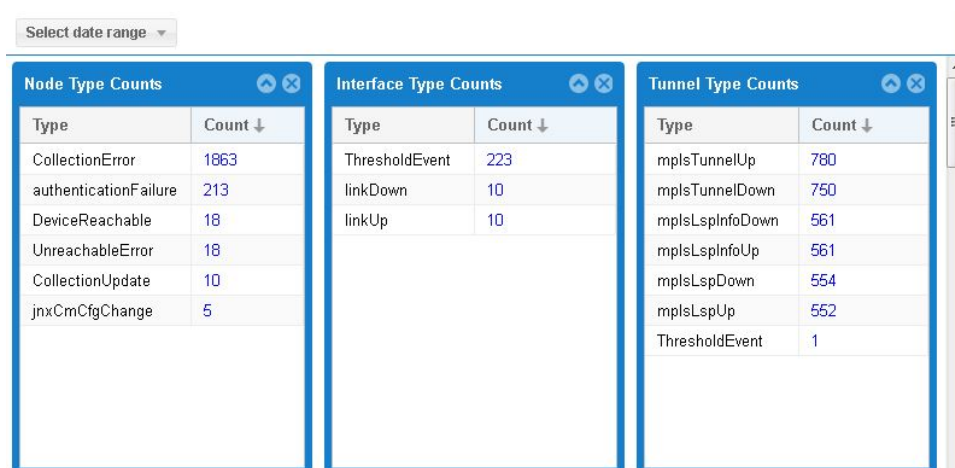 Select date range
Node Type Counts
Type Count
CollectionError 1863
authenticationFailure 213
DeviceReachable 18
UnreachableError 18
CollectionUpdate 10
jnxCmCfgChange 5
Interface Type Counts
Type Count
ThresholdEvent 223
linkDown 10
linkUp 10
Tunnel Type Counts
Type Count
mplsTunnelUp 780
mplsTunnelDown 750
mplsLspInfoDown 561
mplsLspInfoUp 561
mplsLspDown 554
mplsLspUp 552
ThresholdEvent 1